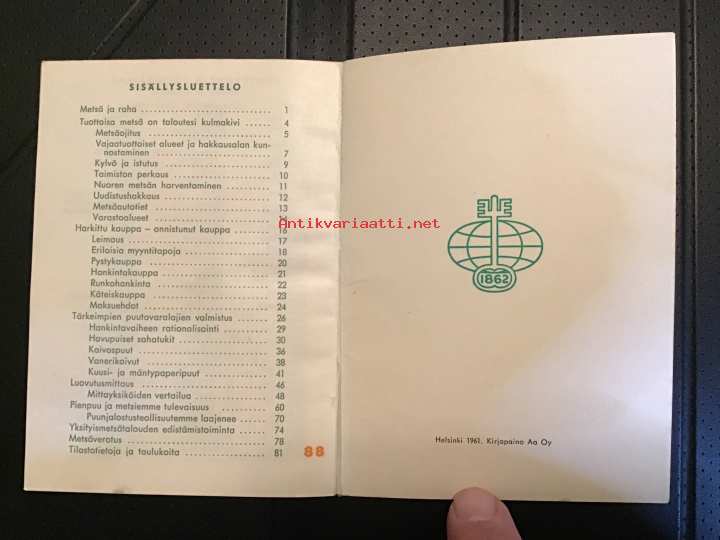 SISÄLLYSLUETTELO
Metsä ja raha 1
Tuottoisa metsä on taloutesi kulmakivi 4
Metsäojitus 5
Vajaatuottoiset alueet ja hakkausalan kun-
nostaminen 7
Kylvö ja istutus 9
Taimiston perkaus 10
Nuoren metsän harventaminen 11
Uudistushakkaus 12
Metsäautotiet 13
Varastoalueet
Harkittu kauppa – onnistunut kauppa 16
Leimaus 17
Erilaisia myyntitapoja 18
Pystykauppa 20
Hankintakauppa 21
Runkohankinta 22
Käteiskauppa 23
Maksuehdot 24
Tärkeimpien puutavaralajien valmistus 26
Hankintavaiheen rationalisointi 29
Havupuiset sahatukit 30
Kaivospuut 36
Vanerikoivut 38
Kuusi- ja mäntypaperipuut 41
Luovutusmittaus 46
Mittayksiköiden vertailua 48
Pienpuu ja metsiemme tulevaisuus 60
Puunjalostusteollisuutemme laajenee 70
Yksityismetsätalouden edistämistoiminta 74
Metsäverotus 78
Tilastotietoja ja taulukoita 81
88
Antikvariaatti.net
1862
Helsinki 1961. Kirjapaino Aa Oy